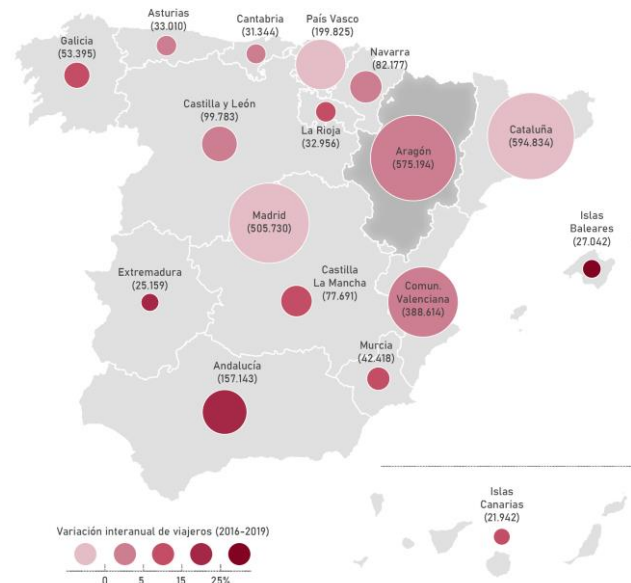 Asturias
(33.010)
Cantabria
(31.344)
País Vasco
(199.825)
Galicia
(53.395)
Navarra
(82.177)
Castilla y León
(99.783)
La Rioja
(32.956)
Aragón
(575.194)
Cataluña
(594.834)
Madrid
(505.730)
Islas
Baleares
(27.042)
Extremadura
(25.159)
Castilla
La Mancha
(77.691)
Comun.
Valenciana
(388.614)
Murcia
(42.418)
Andalucía
(157.143)
Islas
Canarias
(21.942)
Variación interanual de viajeros (2016-2019)
0 5 15 25%